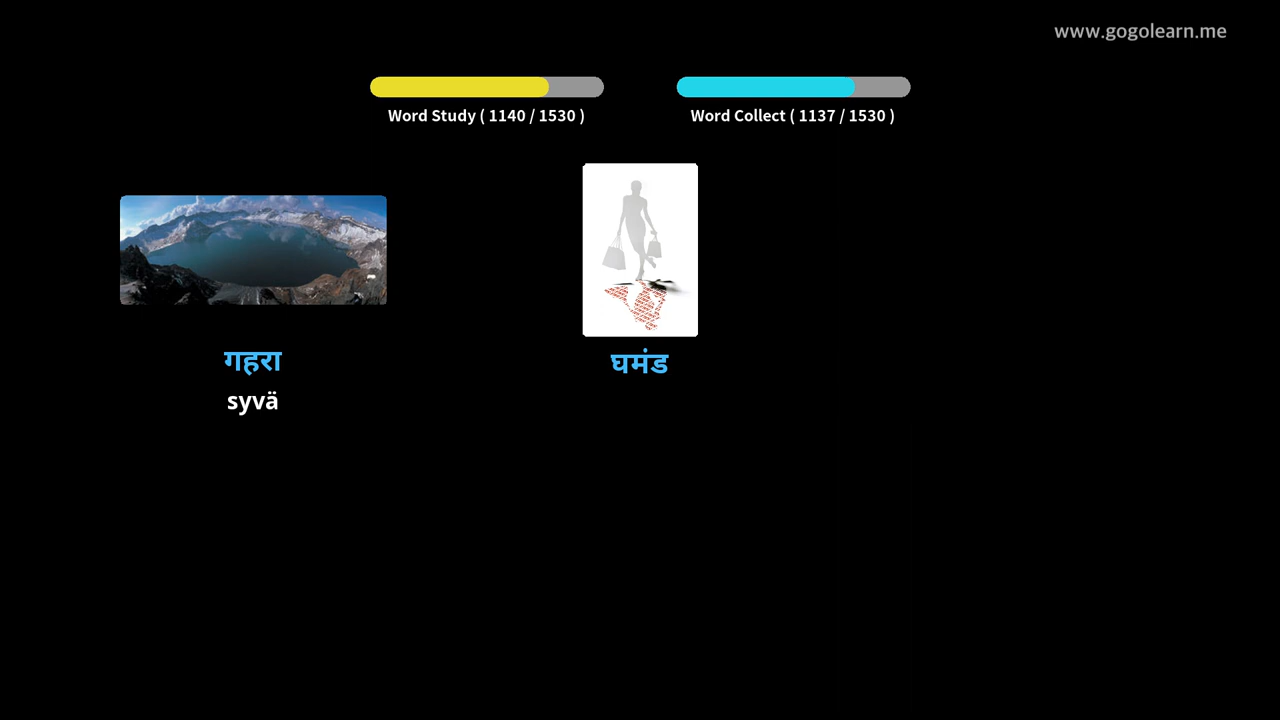 www.gogolearn.me
Word Study ( 1140 / 1530 )
Word Collect ( 1137 / 1530 )
गहरा
syvä
घमंड